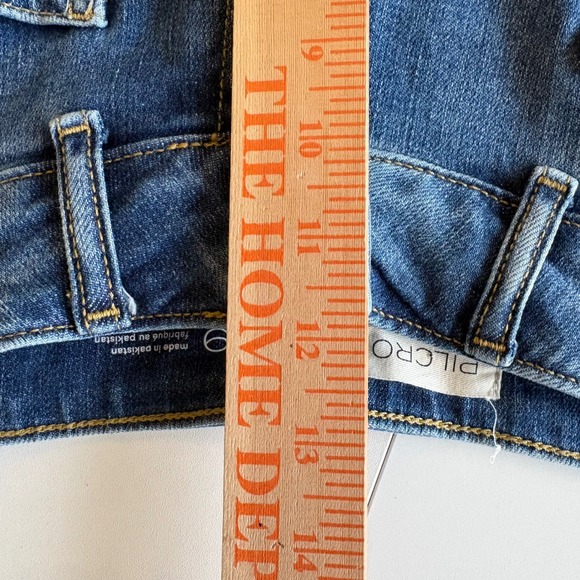 THE HOME DEP
9
10
11
12
13
14
made in pakistan
fabriqué au pakistan
PILCRO